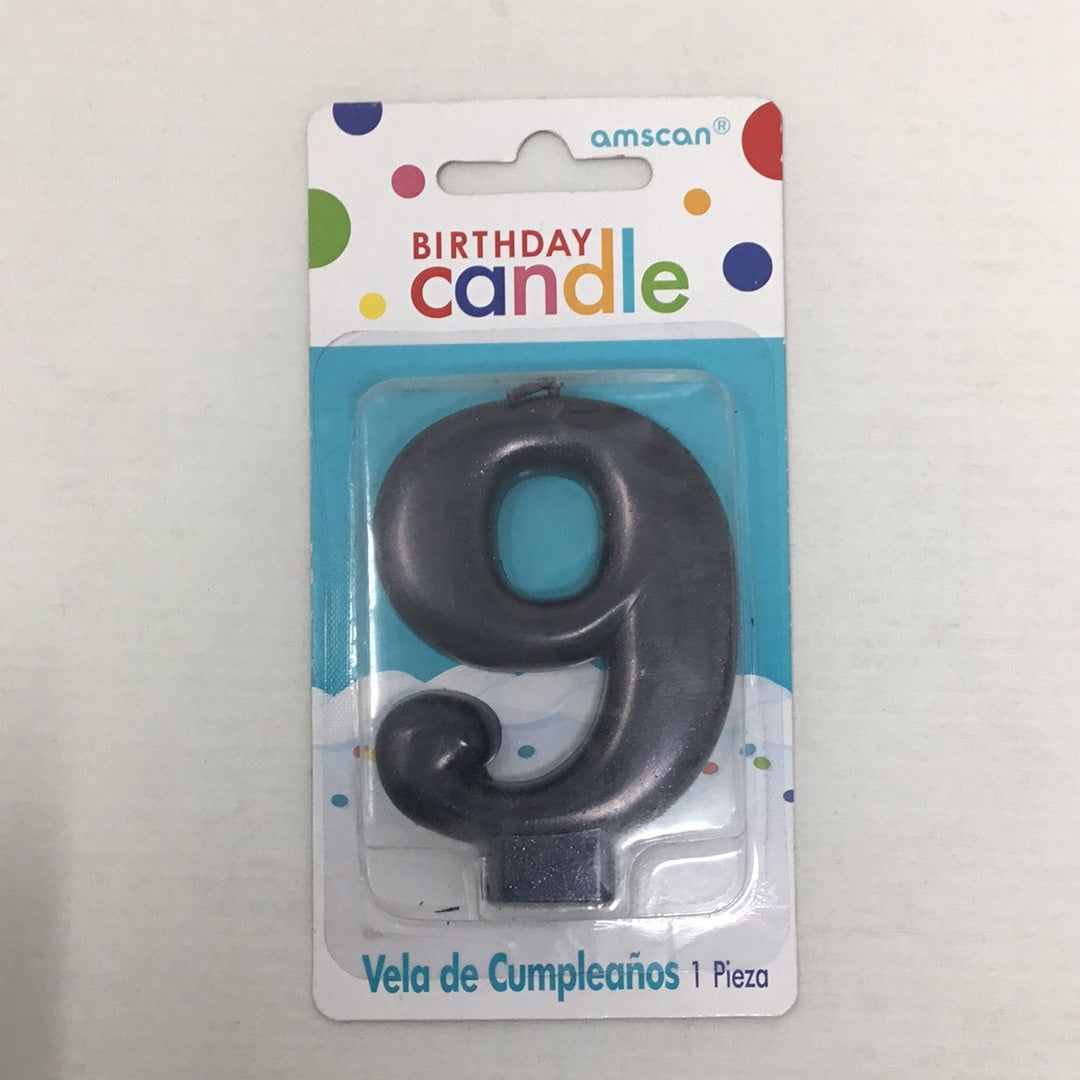 amscan®
BIRTHDAY
candle
9
Vela de Cumpleaños 1 Pieza